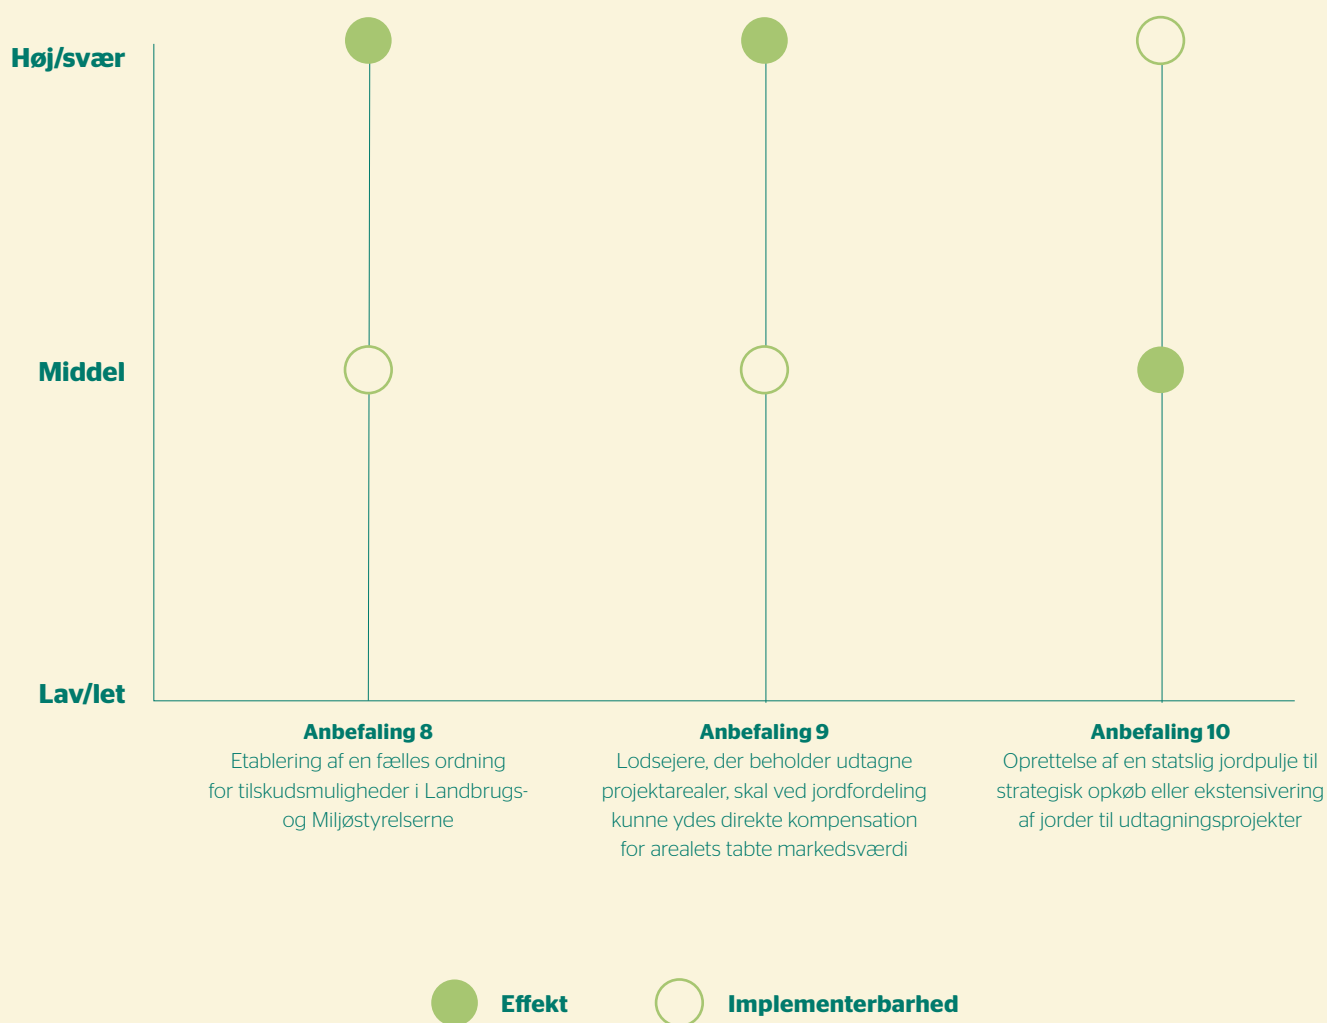 Høj/svær
Middel
Lav/let
Anbefaling 8
Etablering af en fælles ordning
for tilskudsmuligheder i Landbrugs-
og Miljøstyrelserne
Anbefaling 9
Lodsejere, der beholder udtagne
projektarealer, skal ved jordfordeling
kunne ydes direkte kompensation
for arealets tabte markedsværdi
Anbefaling 10
Oprettelse af en statslig jordpulje til
strategisk opkøb eller ekstensivering
af jorder til udtagningsprojekter
Effekt
Implementerbarhed